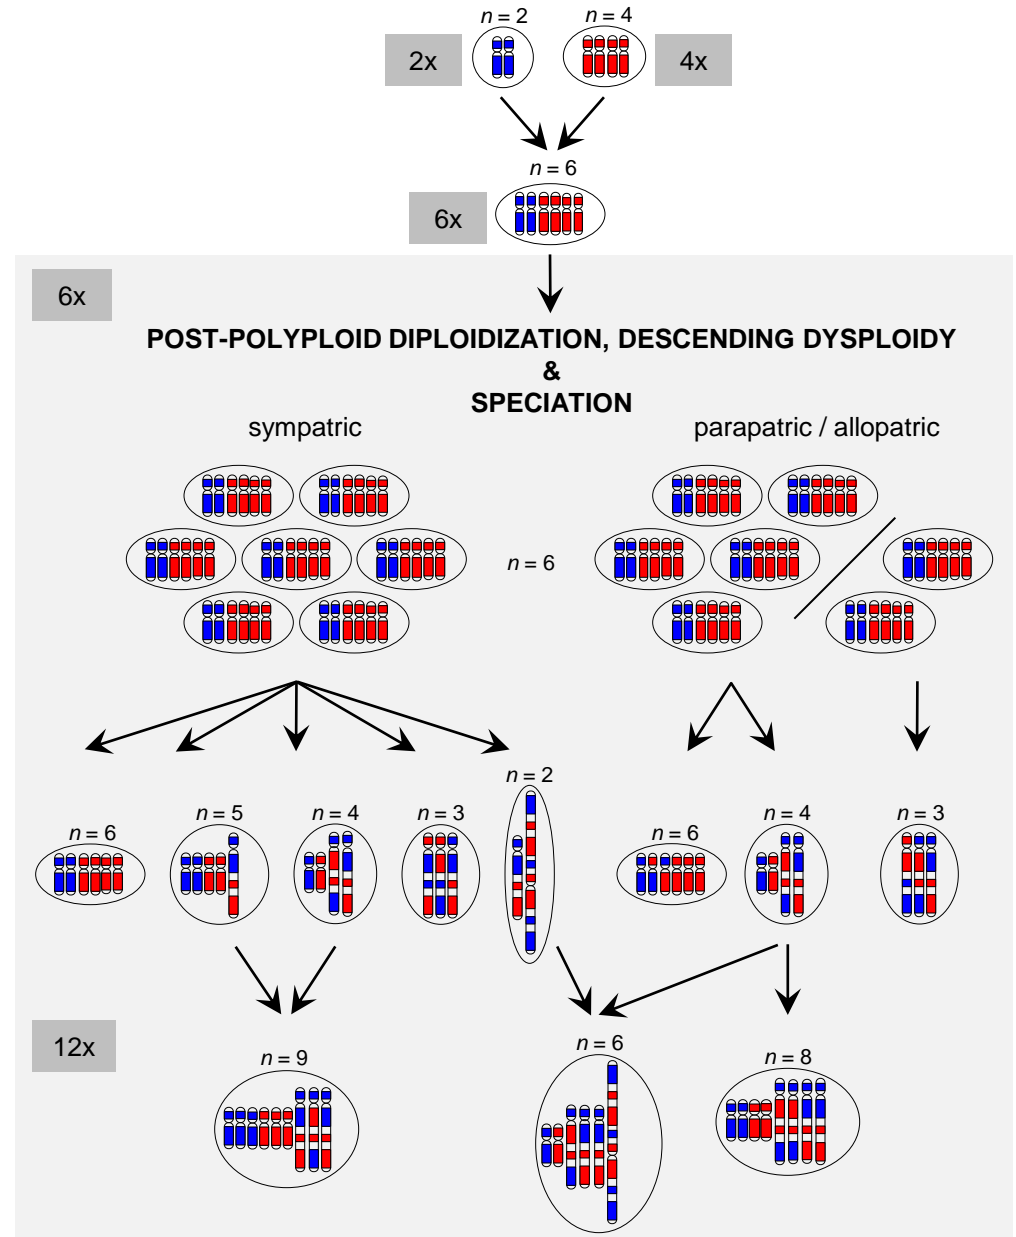 n = 2
n = 4
2x
4x
n = 6
6x
6x
POST-POLYPLOID DIPLOIDIZATION, DESCENDING DYSPLOIDY
&
SPECIATION
sympatric
parapatric / allopatric
n = 6
n = 2
n = 6
n = 5
n = 4
n = 3
n = 6
n = 4
n = 3
12x
n = 9
n = 6
n = 8